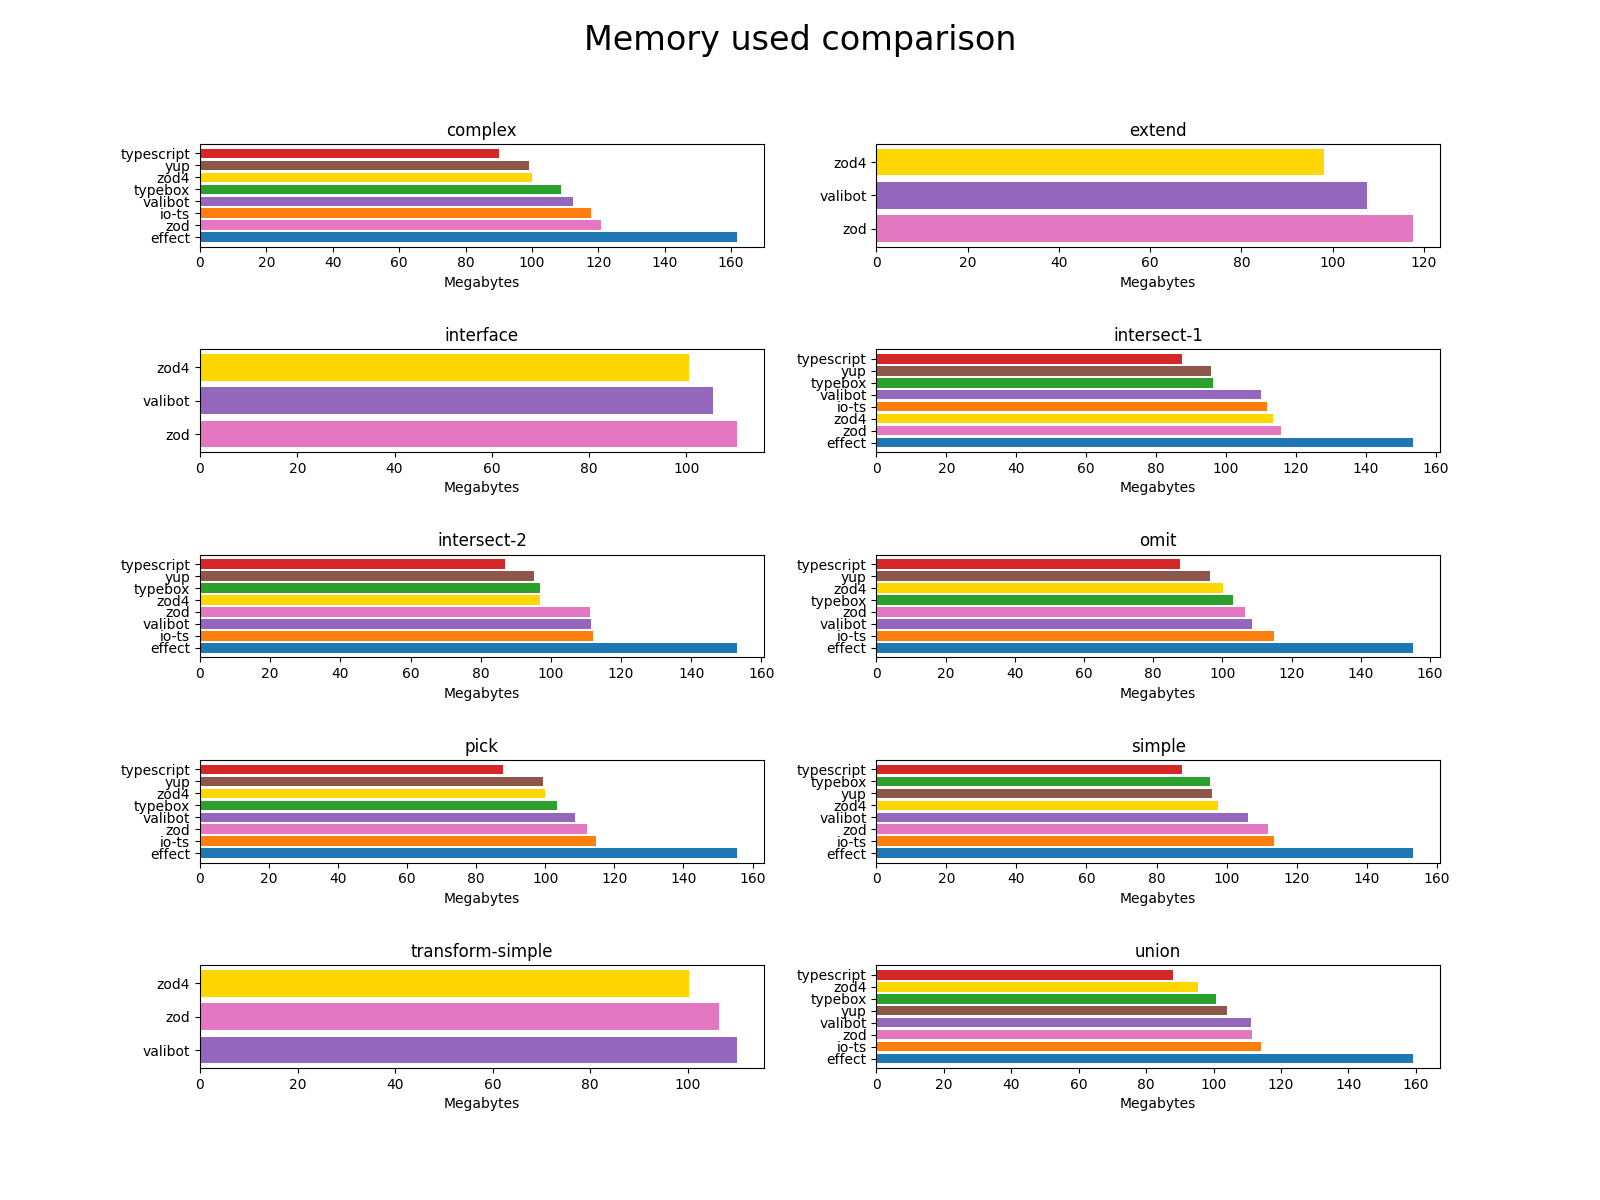 Memory used comparison
complex
typescript
yup
zod4
typebox
valibot
io-ts
zod
effect
0 20 40 60 80 100 120 140 160
Megabytes
extend
zod4
valibot
zod
0 20 40 60 80 100 120
Megabytes
interface
zod4
valibot
zod
0 20 40 60 80 100
Megabytes
intersect-1
typescript
yup
typebox
valibot
io-ts
zod4
zod
effect
0 20 40 60 80 100 120 140 160
Megabytes
intersect-2
typescript
yup
typebox
zod4
zod
valibot
io-ts
effect
0 20 40 60 80 100 120 140 160
Megabytes
omit
typescript
yup
zod4
typebox
zod
valibot
io-ts
effect
0 20 40 60 80 100 120 140 160
Megabytes
pick
typescript
yup
zod4
typebox
valibot
zod
io-ts
effect
0 20 40 60 80 100 120 140 160
Megabytes
simple
typescript
typebox
yup
zod4
valibot
zod
io-ts
effect
0 20 40 60 80 100 120 140 160
Megabytes
transform-simple
zod4
zod
valibot
0 20 40 60 80 100
Megabytes
union
typescript
zod4
typebox
yup
valibot
zod
io-ts
effect
0 20 40 60 80 100 120 140 160
Megabytes